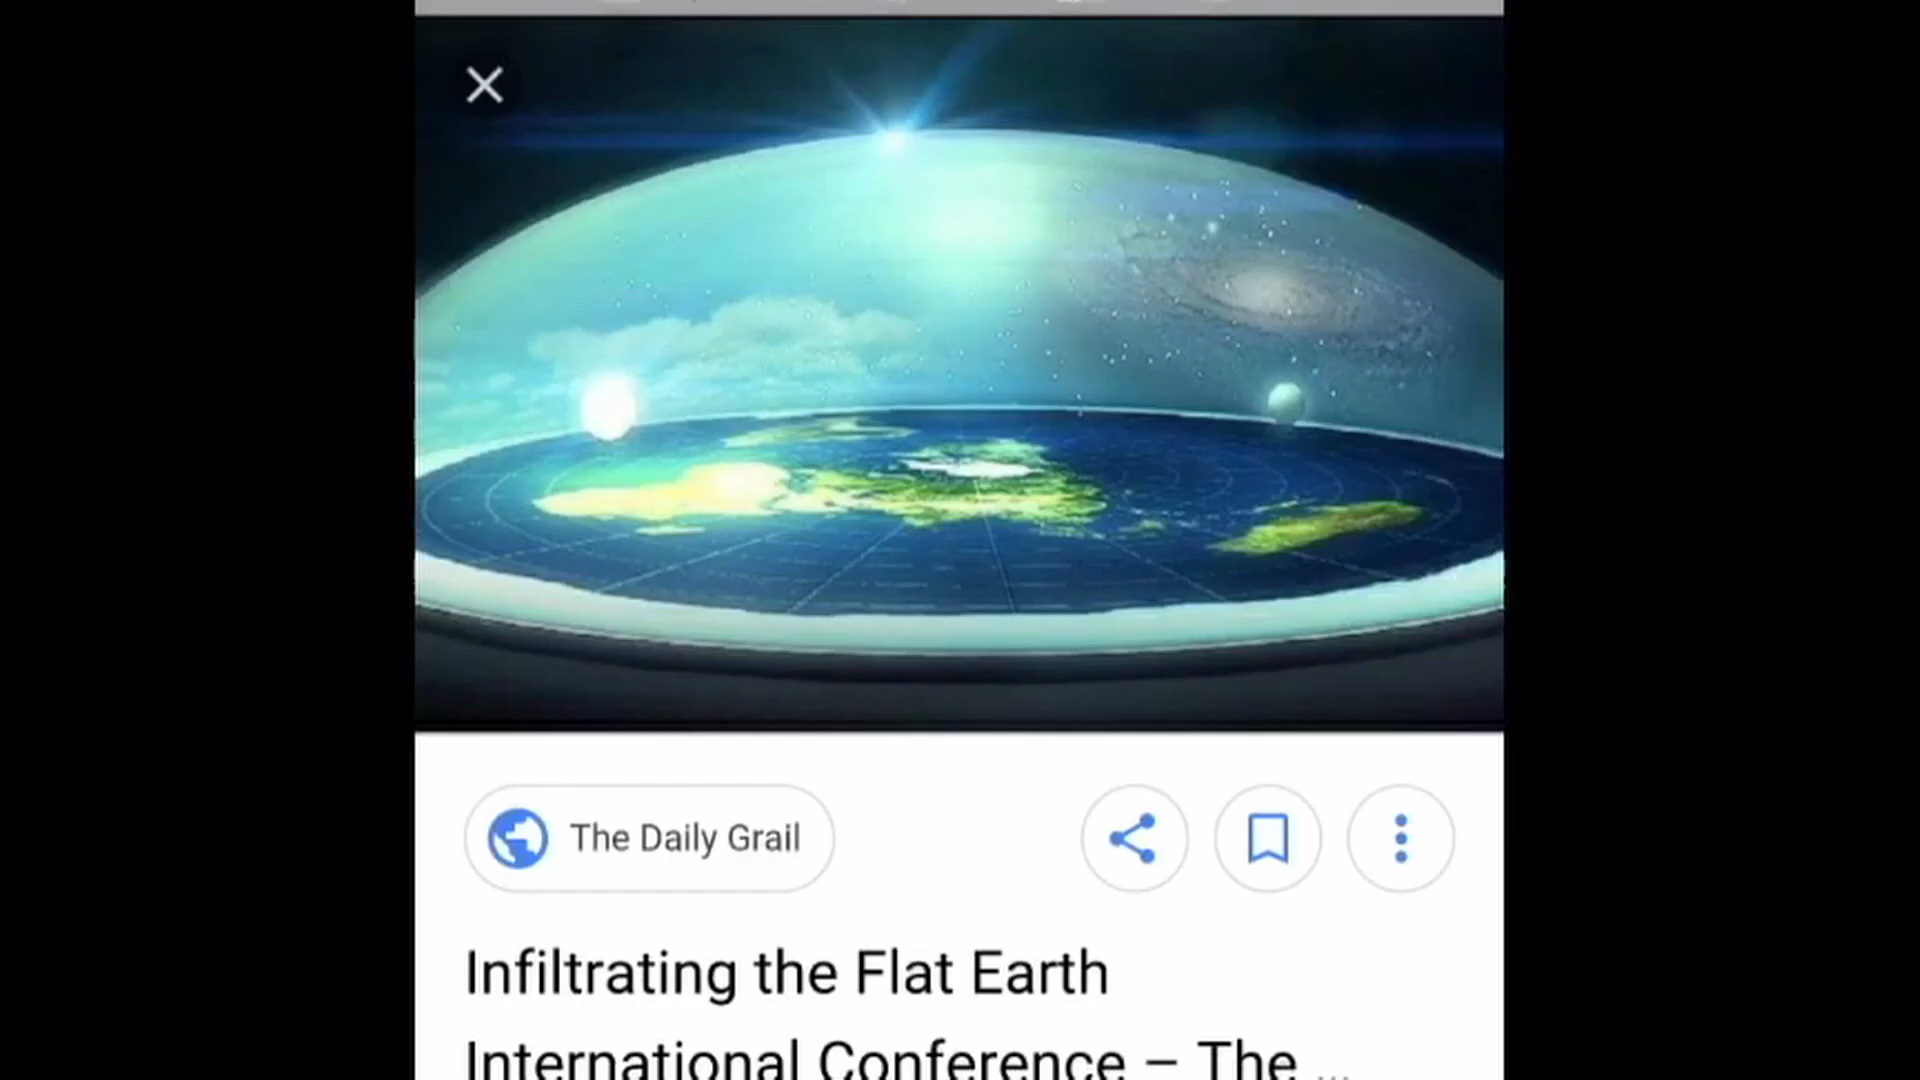 The Daily Grail
Infiltrating the Flat Earth
International Conference – The ...